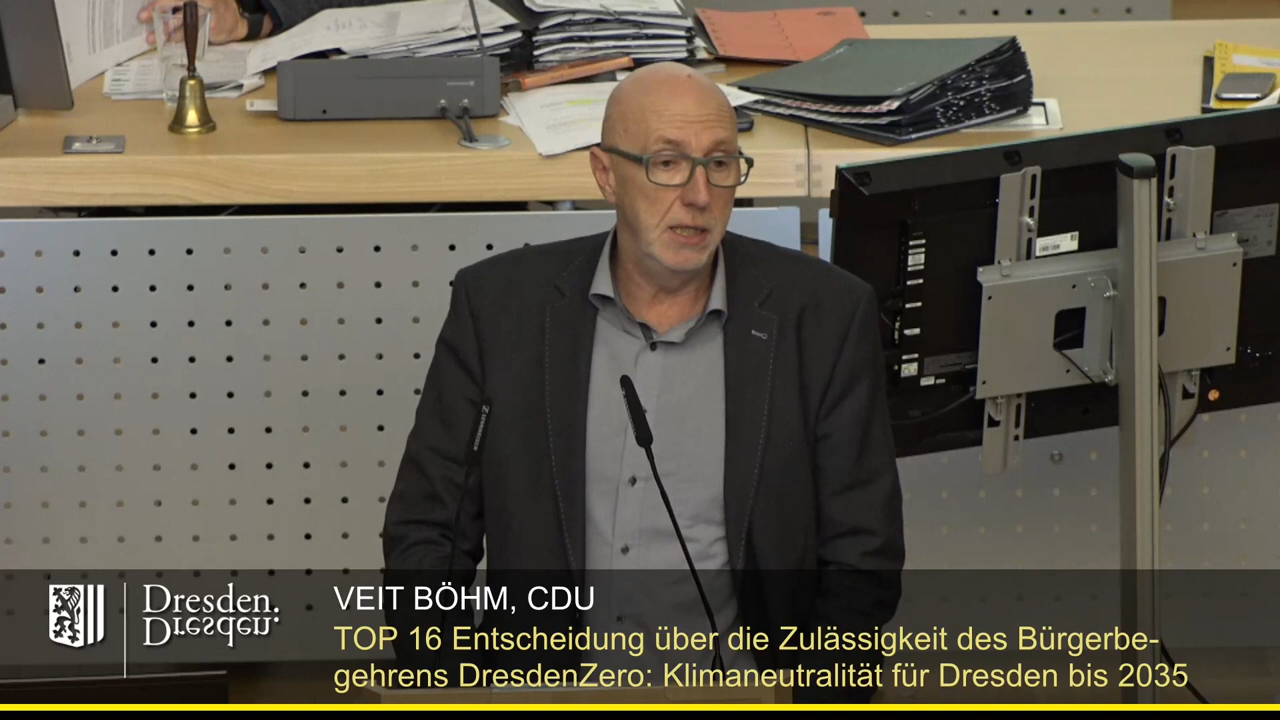 Dresden.
Dresden.
VEIT BÖHM, CDU
TOP 16 Entscheidung über die Zulässigkeit des Bürgerbe-
gehrens DresdenZero: Klimaneutralität für Dresden bis 2035